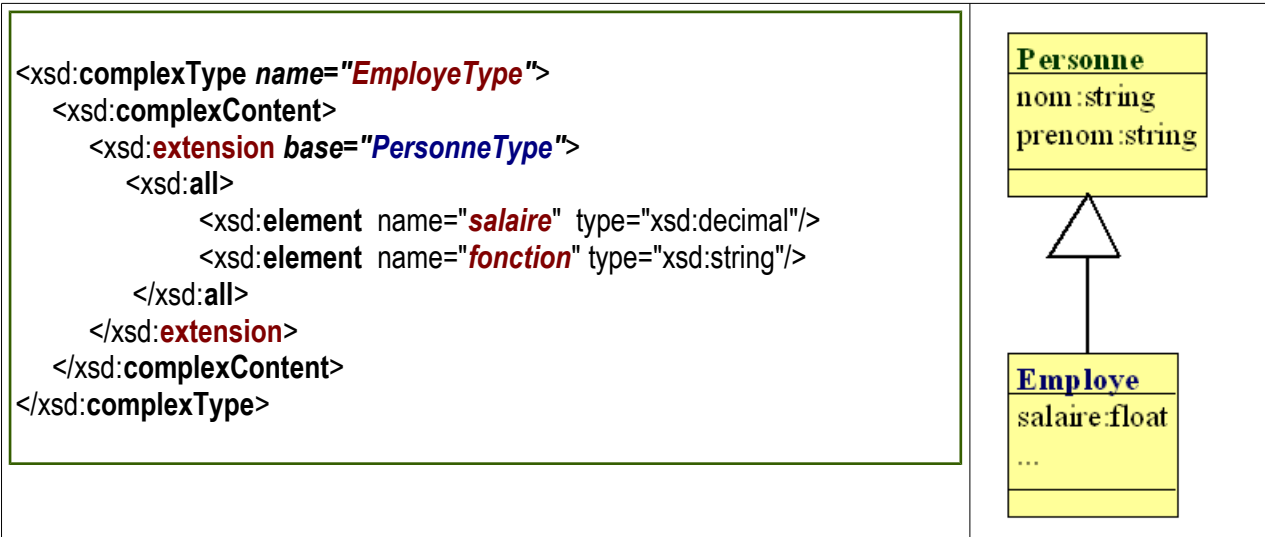 <xsd:complexType name="EmployeType">
<xsd:complexContent>
<xsd:extension base="PersonneType">
<xsd:all>
<xsd:element name="salaire" type="xsd:decimal"/>
<xsd:element name="fonction" type="xsd:string"/>
</xsd:all>
</xsd:extension>
</xsd:complexContent>
</xsd:complexType>
Personne
nom:string
prenom:string
Employe
salaire:float
...